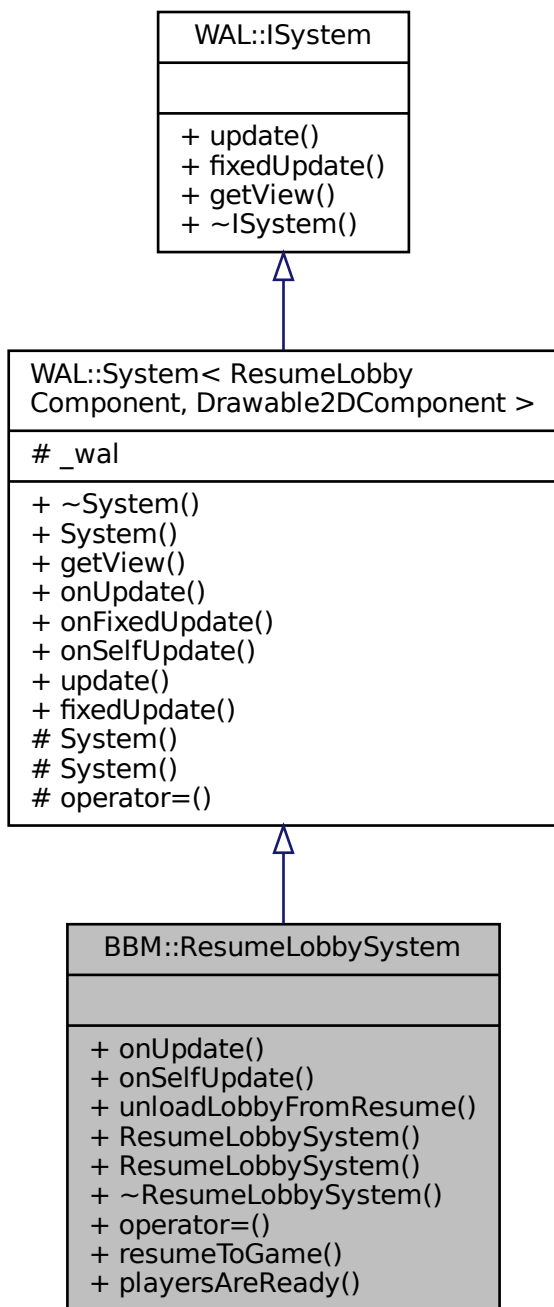 WAL::ISystem
+ update()
+ fixedUpdate()
+ getView()
+ ~ISystem()
WAL::System< ResumeLobby
Component, Drawable2DComponent >
# _wal
+ ~System()
+ System()
+ getView()
+ onUpdate()
+ onFixedUpdate()
+ onSelfUpdate()
+ update()
+ fixedUpdate()
# System()
# System()
# operator=()
BBM::ResumeLobbySystem
+ onUpdate()
+ onSelfUpdate()
+ unloadLobbyFromResume()
+ ResumeLobbySystem()
+ ResumeLobbySystem()
+ ~ResumeLobbySystem()
+ operator=()
+ resumeToGame()
+ playersAreReady()